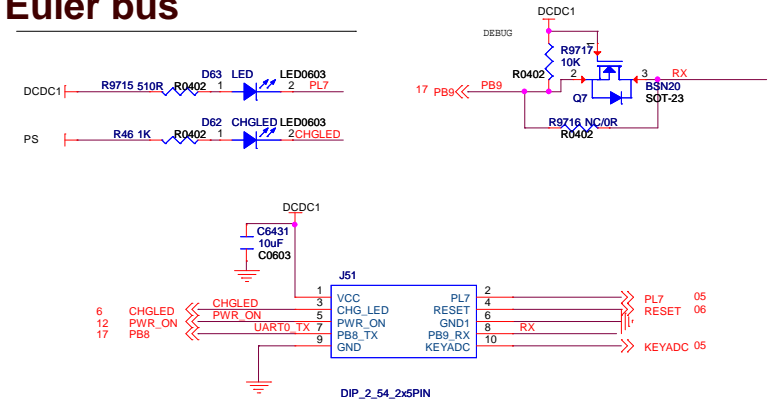 Euler bus
DCDC1
DEBUG
R9717
10K
R0402
2
3
RX
17 PB9
PB9
BSN20
SOT-23
Q7
R9716 NC/0R
R0402
D63 LED
LED0603
DCDC1
R9715 510R
R0402
1
2
PL7
D62 CHGLED
LED0603
PS
R46 1K
R0402
1
2
CHGLED
DCDC1
C6431
10uF
C0603
J51
1
VCC
PL7
2
PL7
05
6
CHGLED
CHGLED
3
CHG_LED
RESET
4
RESET
06
12
PWR_ON
PWR_ON
5
PWR_ON
GND1
6
17
PB8
UART0_TX
7
PB8_TX
PB9_RX
8
RX
9
GND
KEYADC
10
KEYADC
05
DIP_2_54_2x5PIN